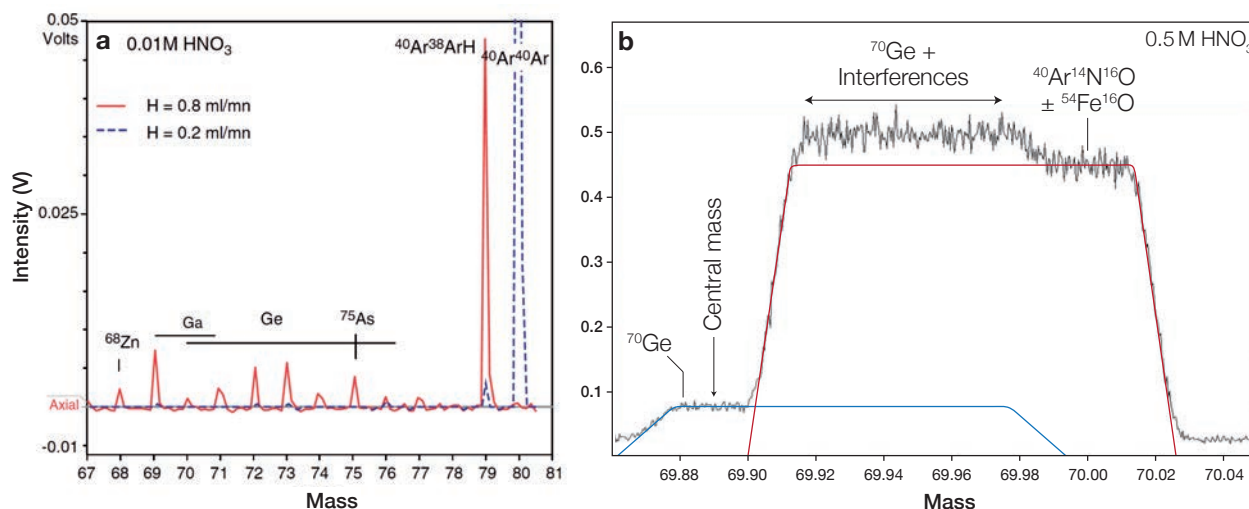 a
0.01M HNO₃
H = 0.8 ml/mn
H = 0.2 ml/mn
⁴⁰Ar³⁸ArH
⁴⁰Ar⁴⁰Ar
⁶⁸Zn
Ga
Ge
⁷⁵As
0.05
Volts
0.025
Axial
-0.01
Intensity (V)
67 68 69 70 71 72 73 74 75 76 77 78 79 80 81
Mass
b
0.5 M HNO₃
⁷⁰Ge +
Interferences
⁴⁰Ar¹⁴N¹⁶O
± ⁵⁴Fe¹⁶O
⁷⁰Ge
Central mass
0.6
0.5
0.4
0.3
0.2
0.1
69.88 69.90 69.92 69.94 69.96 69.98 70.00 70.02 70.04
Mass